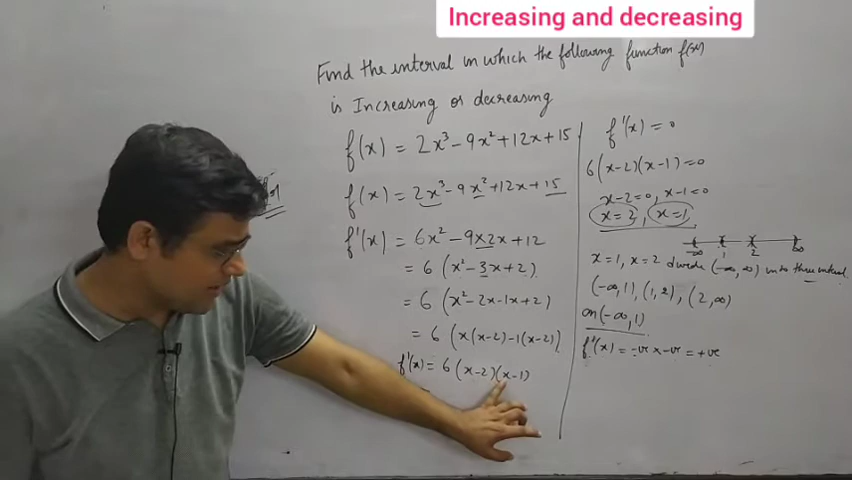 Increasing and decreasing
Find the interval in which the following function f(x)
is Increasing or decreasing
f(x) = 2x³ - 9x² + 12x + 15
f(x) = 2x³ - 9x² + 12x + 15
f'(x) = 6x² - 9x2x + 12
= 6 (x² - 3x + 2)
= 6 (x² - 2x - 1x + 2)
= 6 (x(x-2) - 1(x-2)]
f'(x) = 6 (x-2)(x-1)
f'(x) = 0
6(x-2)(x-1) = 0
x-2=0, x-1=0
x=2, x=1
-∞ 1 2 ∞
x=1, x=2 divide (-∞, ∞) into three interval
(-∞, 1), (1, 2), (2, ∞)
on (-∞, 1)
f'(x) = -ve x -ve = +ve